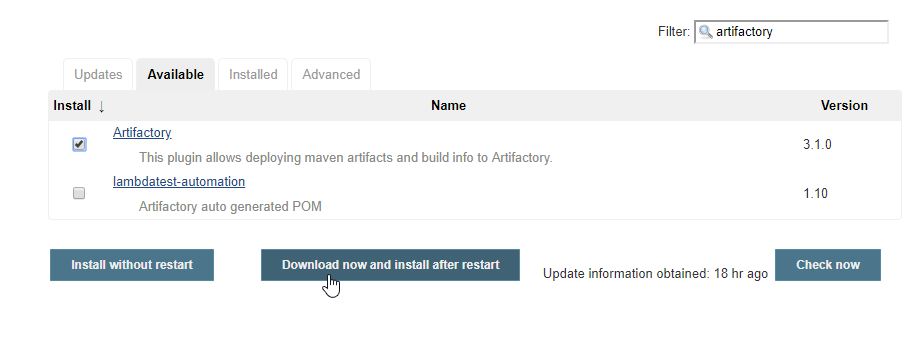 Filter: artifactory
Updates Available Installed Advanced
Install ↓ Name Version
Artifactory
This plugin allows deploying maven artifacts and build info to Artifactory.
3.1.0
lambdatest-automation
Artifactory auto generated POM
1.10
Install without restart Download now and install after restart Update information obtained: 18 hr ago Check now